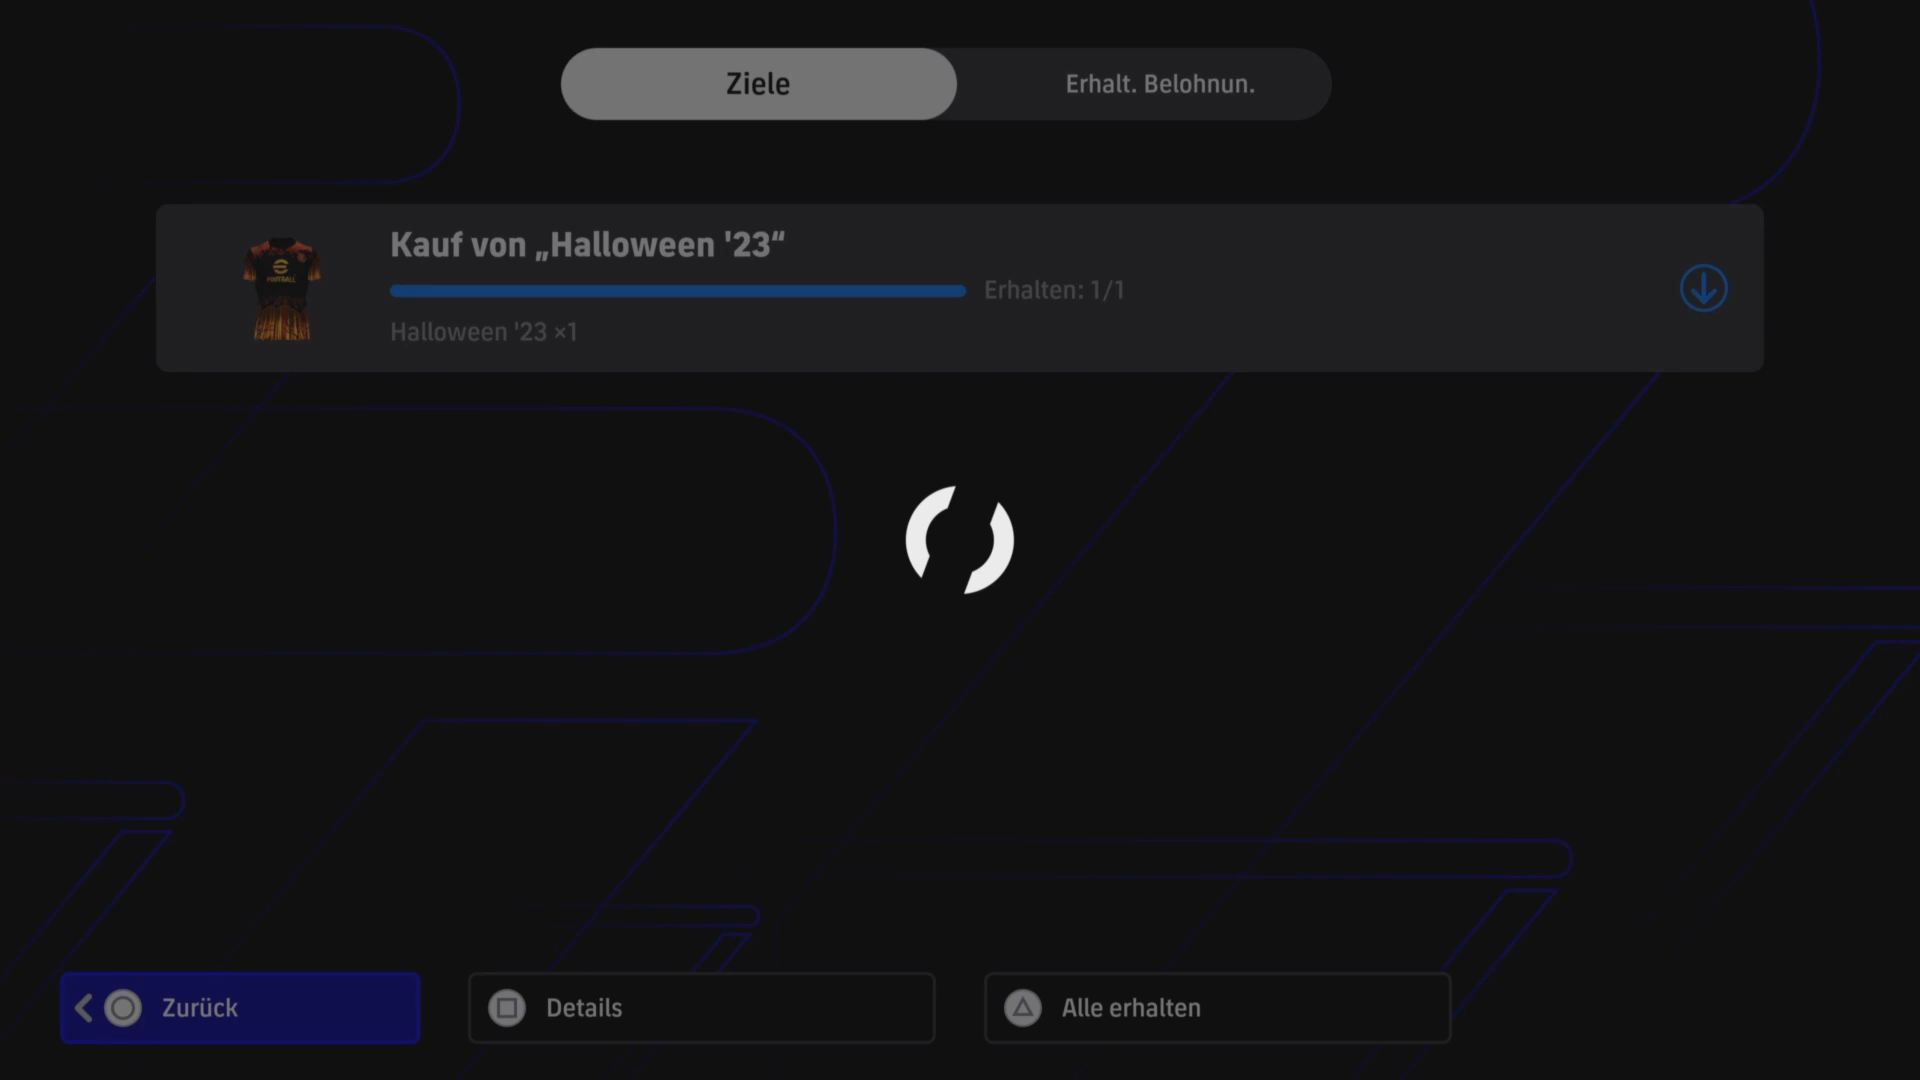 Ziele
Erhalt. Belohnun.
Kauf von „Halloween '23“
Erhalten: 1/1
Halloween '23 ×1
Zurück
Details
Alle erhalten